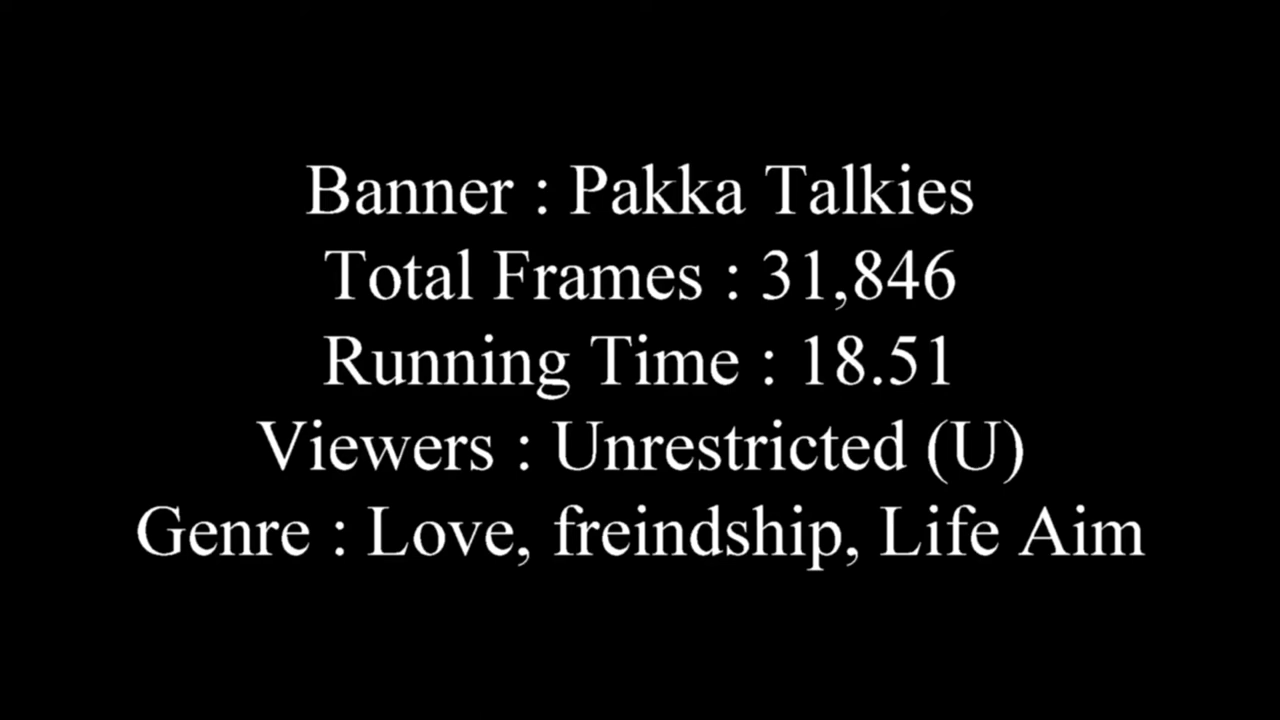 Banner : Pakka Talkies
Total Frames : 31,846
Running Time : 18.51
Viewers : Unrestricted (U)
Genre : Love, freindship, Life Aim